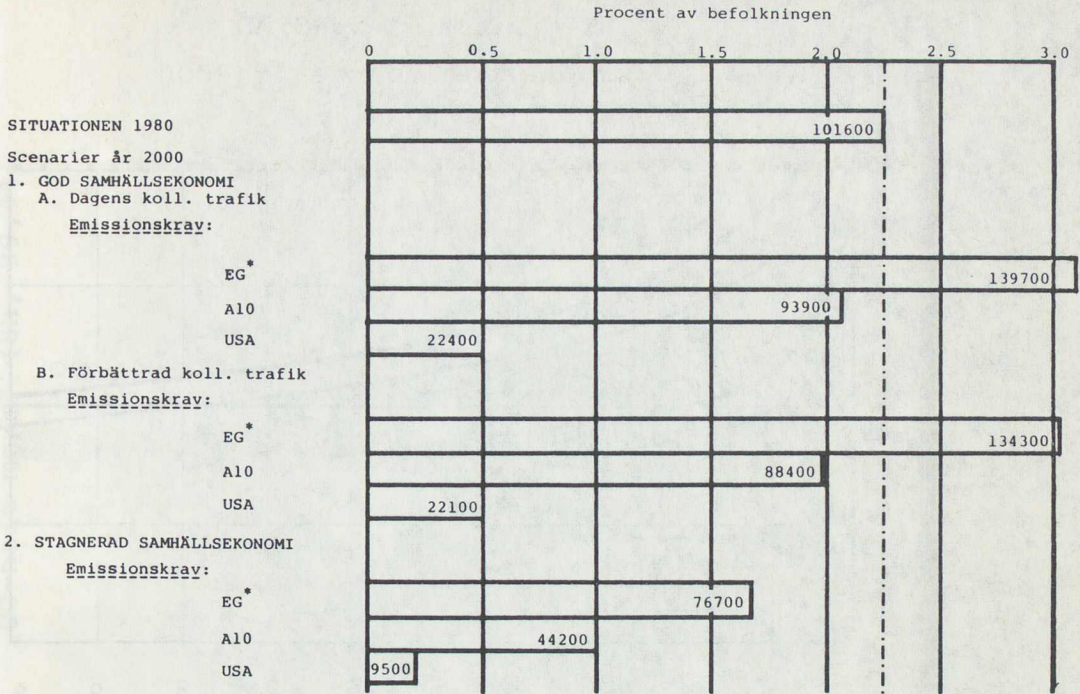 Procent av befolkningen
0 0.5 1.0 1.5 2.0 2.5 3.0
SITUATIONEN 1980 101600
Scenarier år 2000
1. GOD SAMHÄLLSEKONOMI
A. Dagens koll. trafik
Emissionskrav:
EG* 139700
A10 93900
USA 22400
B. Förbättrad koll. trafik
Emissionskrav:
EG* 134300
A10 88400
USA 22100
2. STAGNERAD SAMHÄLLSEKONOMI
Emissionskrav:
EG* 76700
A10 44200
USA 9500